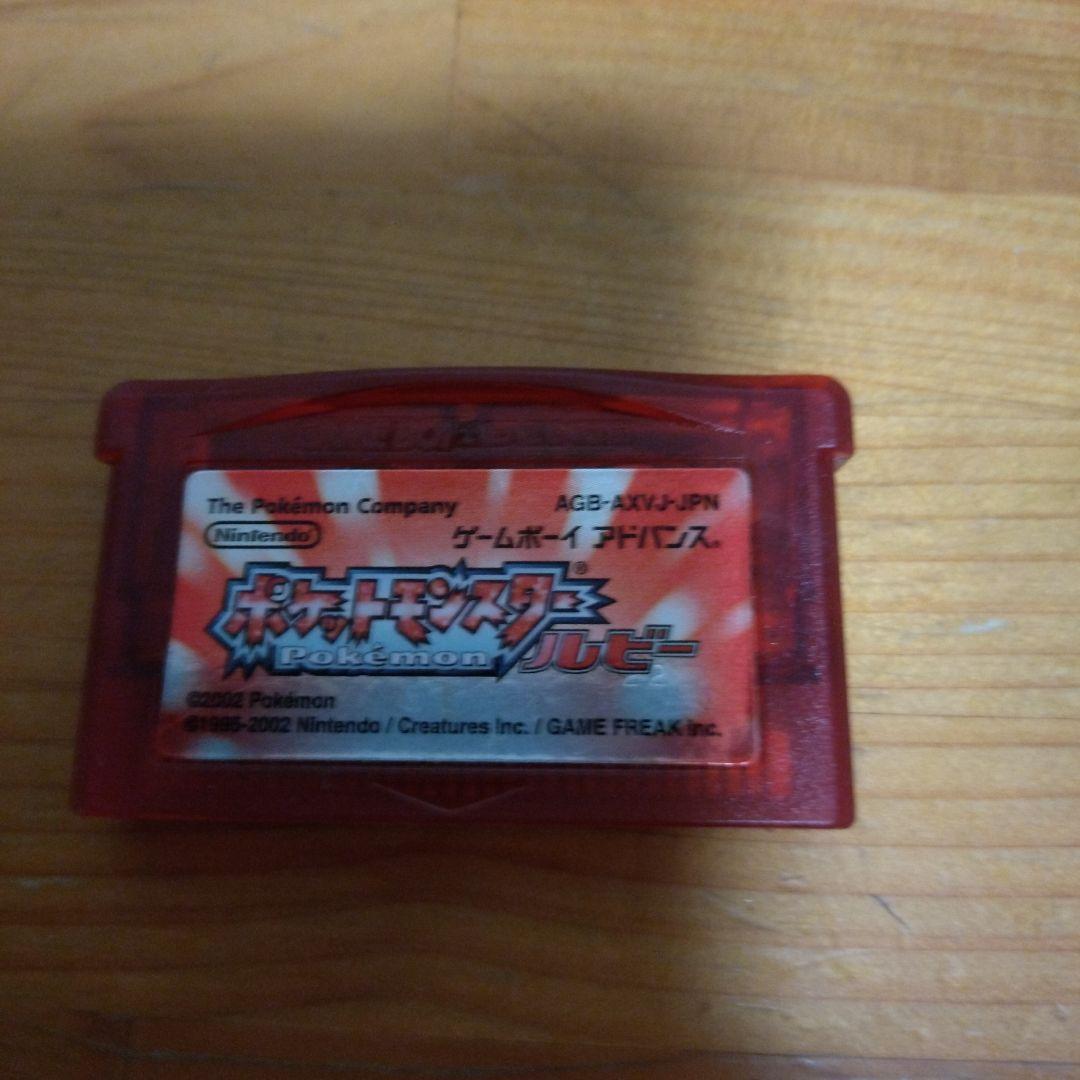 The Pokémon Company AGB-AXVJ-JPN
Nintendo ゲームボーイ アドバンス®
ポケットモンスター®
Pokémon ルビー
©2002 Pokémon
©1995-2002 Nintendo / Creatures Inc. / GAME FREAK inc.